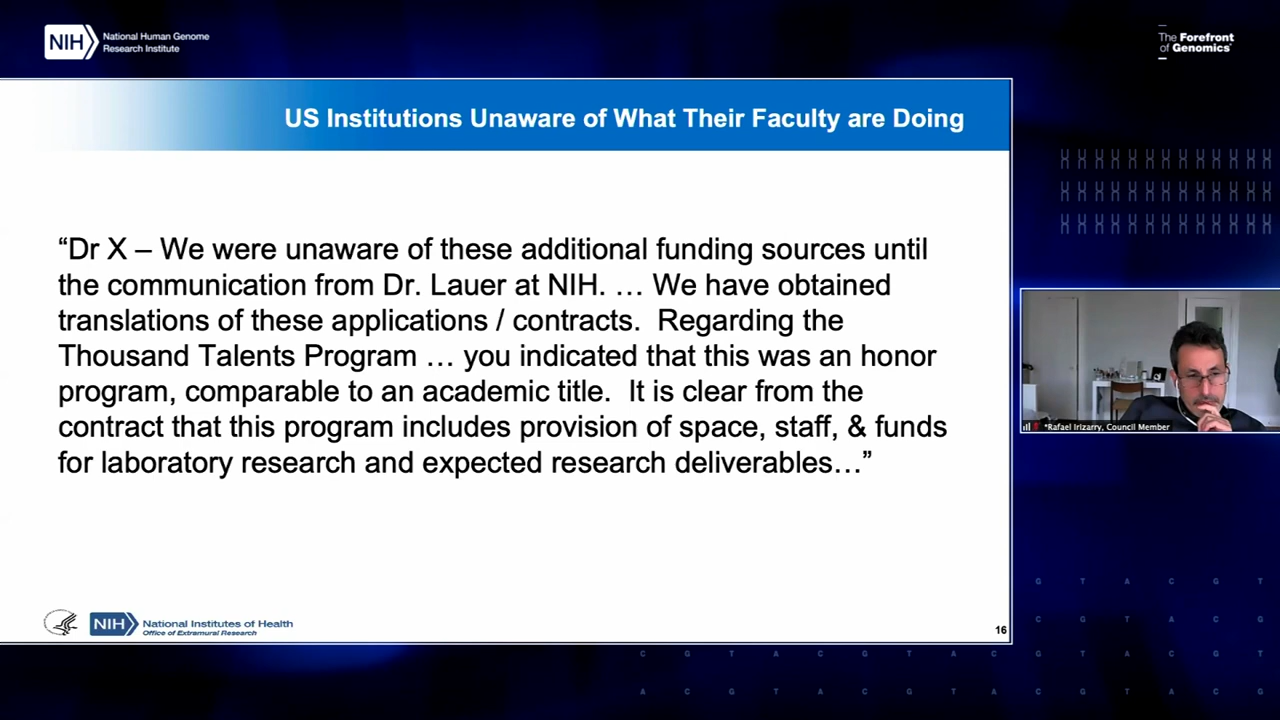 NIH
National Human Genome
Research Institute
The Forefront
of Genomics®
US Institutions Unaware of What Their Faculty are Doing
“Dr X – We were unaware of these additional funding sources until
the communication from Dr. Lauer at NIH. … We have obtained
translations of these applications / contracts.  Regarding the
Thousand Talents Program … you indicated that this was an honor
program, comparable to an academic title.  It is clear from the
contract that this program includes provision of space, staff, & funds
for laboratory research and expected research deliverables…”
*Rafael Irizarry, Council Member
NIH
National Institutes of Health
Office of Extramural Research
16
G T A C G T
C G T A C G
C G T A C G T A C G T A C G T
A C G T A C G T A C G T A C G